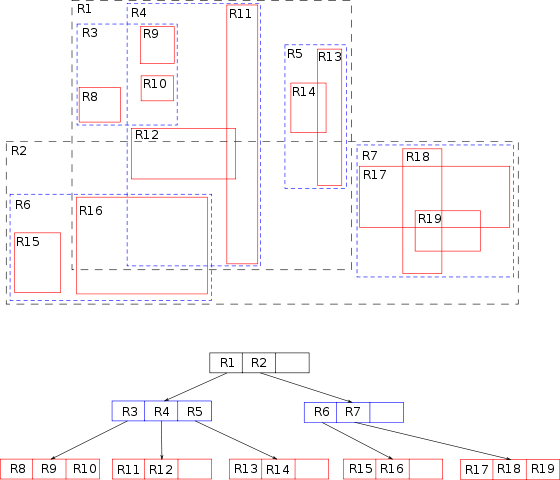 R1
R4
R11
R3
R9
R5
R13
R10
R14
R8
R12
R2
R7
R18
R17
R6
R16
R19
R15
R1 R2
R3 R4 R5
R6 R7
R8 R9 R10
R11 R12
R13 R14
R15 R16
R17 R18 R19